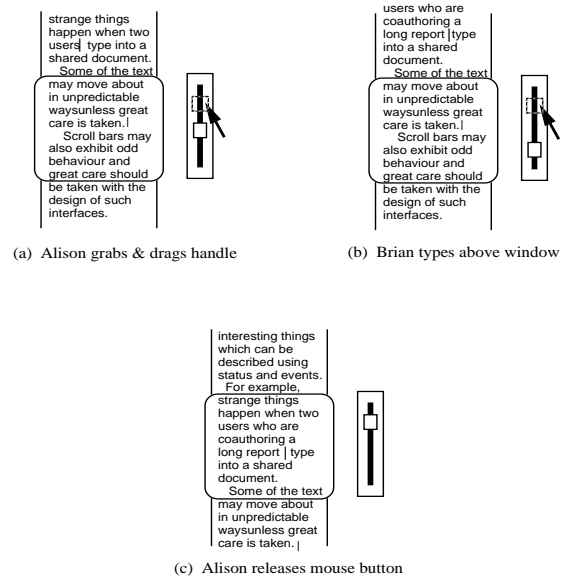 strange things
happen when two
users| type into a
shared document.
Some of the text
may move about
in unpredictable
waysunless great
care is taken.|
Scroll bars may
also exhibit odd
behaviour and
great care should
be taken with the
design of such
interfaces.
(a) Alison grabs & drags handle
users who are
coauthoring a
long report |type
into a shared
document.
Some of the text
may move about
in unpredictable
waysunless great
care is taken.|
Scroll bars may
also exhibit odd
behaviour and
great care should
be taken with the
design of such
interfaces.
(b) Brian types above window
interesting things
which can be
described using
status and events.
For example,
strange things
happen when two
users who are
coauthoring a
long report | type
into a shared
document.
Some of the text
may move about
in unpredictable
waysunless great
care is taken. |
(c) Alison releases mouse button